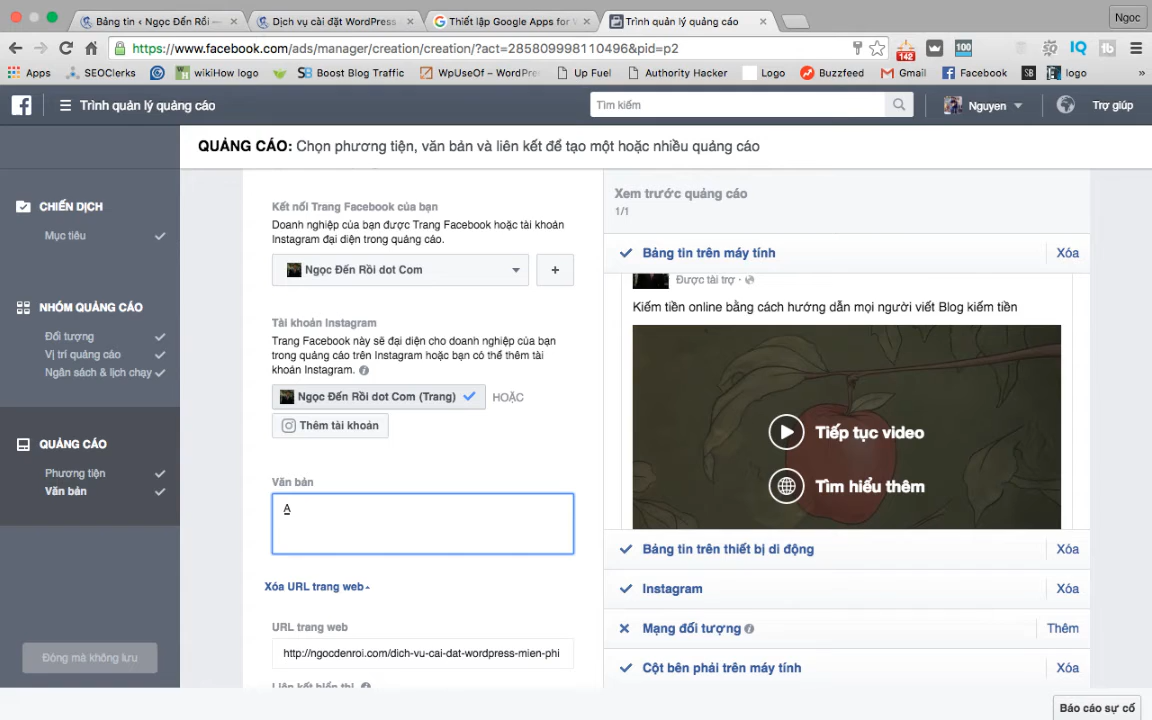 Bảng tin ‹ Ngọc Đến Rồi —
Dịch vụ cài đặt WordPress
Thiết lập Google Apps for W
Trình quản lý quảng cáo
Ngoc
https://www.facebook.com/ads/manager/creation/creation/?act=285809998110496&pid=p2
142
100
IQ
Apps
SEOClerks
wikiHow logo
Boost Blog Traffic
WpUseOf – WordPre
Up Fuel
Authority Hacker
Logo
Buzzfeed
Gmail
Facebook
SB
logo
»
Trình quản lý quảng cáo
Tìm kiếm
Nguyen
Trợ giúp
QUẢNG CÁO: Chọn phương tiện, văn bản và liên kết để tạo một hoặc nhiều quảng cáo
CHIẾN DỊCH
Mục tiêu
NHÓM QUẢNG CÁO
Đối tượng
Vị trí quảng cáo
Ngân sách & lịch chạy
QUẢNG CÁO
Phương tiện
Văn bản
Đóng mà không lưu
Kết nối Trang Facebook của bạn
Doanh nghiệp của bạn được Trang Facebook hoặc tài khoản
Instagram đại diện trong quảng cáo.
Ngọc Đến Rồi dot Com
+
Tài khoản Instagram
Trang Facebook này sẽ đại diện cho doanh nghiệp của bạn
trong quảng cáo trên Instagram hoặc bạn có thể thêm tài
khoản Instagram.
Ngọc Đến Rồi dot Com (Trang)
HOẶC
Thêm tài khoản
Văn bản
A
Xóa URL trang web
URL trang web
http://ngocdenroi.com/dich-vu-cai-dat-wordpress-mien-phi
Liên kết hiển thị
Xem trước quảng cáo
1/1
Bảng tin trên máy tính
Xóa
Được tài trợ ·
Kiếm tiền online bằng cách hướng dẫn mọi người viết Blog kiếm tiền
Tiếp tục video
Tìm hiểu thêm
Bảng tin trên thiết bị di động
Xóa
Instagram
Xóa
Mạng đối tượng
Thêm
Cột bên phải trên máy tính
Xóa
Báo cáo sự cố